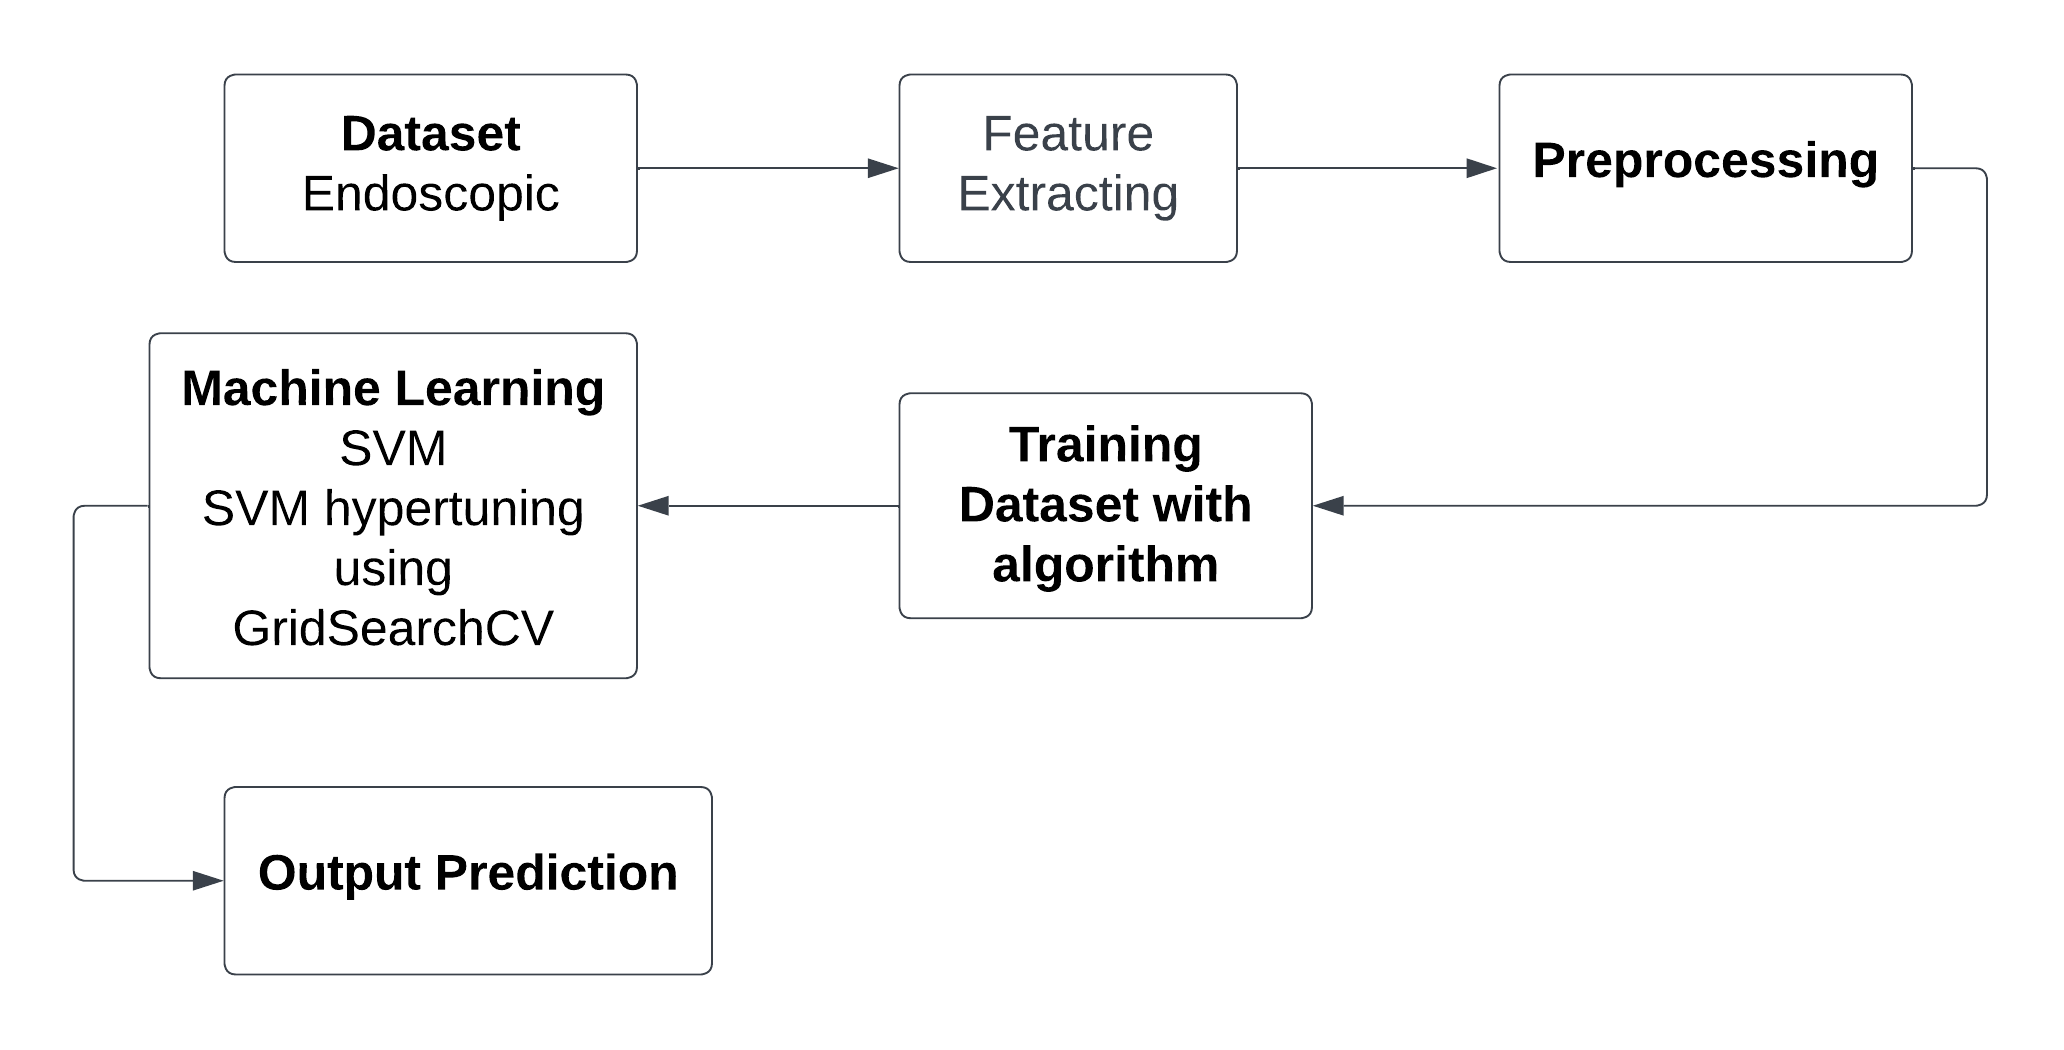 Dataset
Endoscopic
Feature
Extracting
Preprocessing
Training
Dataset with
algorithm
Machine Learning
SVM
SVM hypertuning
using
GridSearchCV
Output Prediction